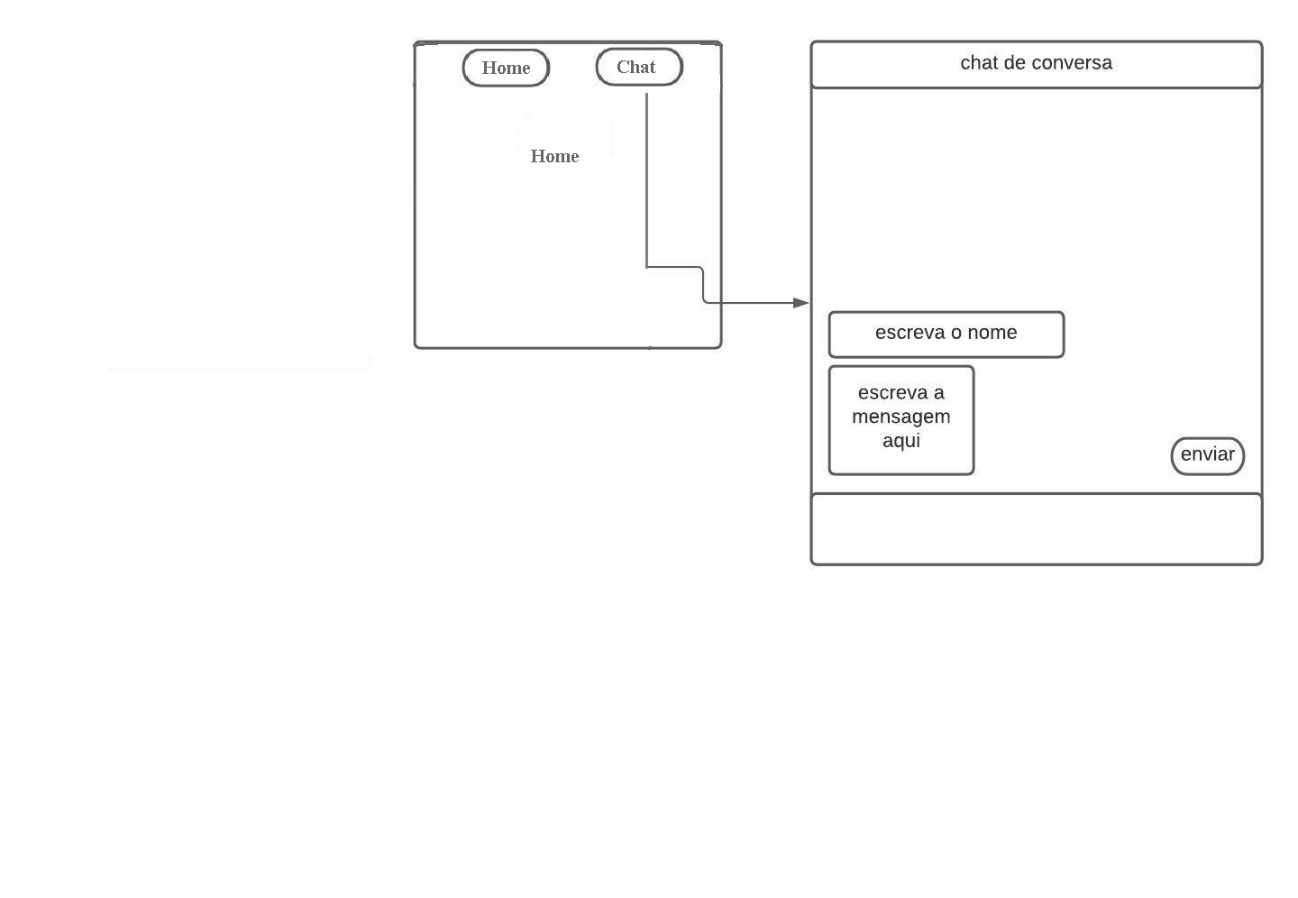 Home
Chat
Home
chat de conversa
escreva o nome
escreva a
mensagem
aqui
enviar